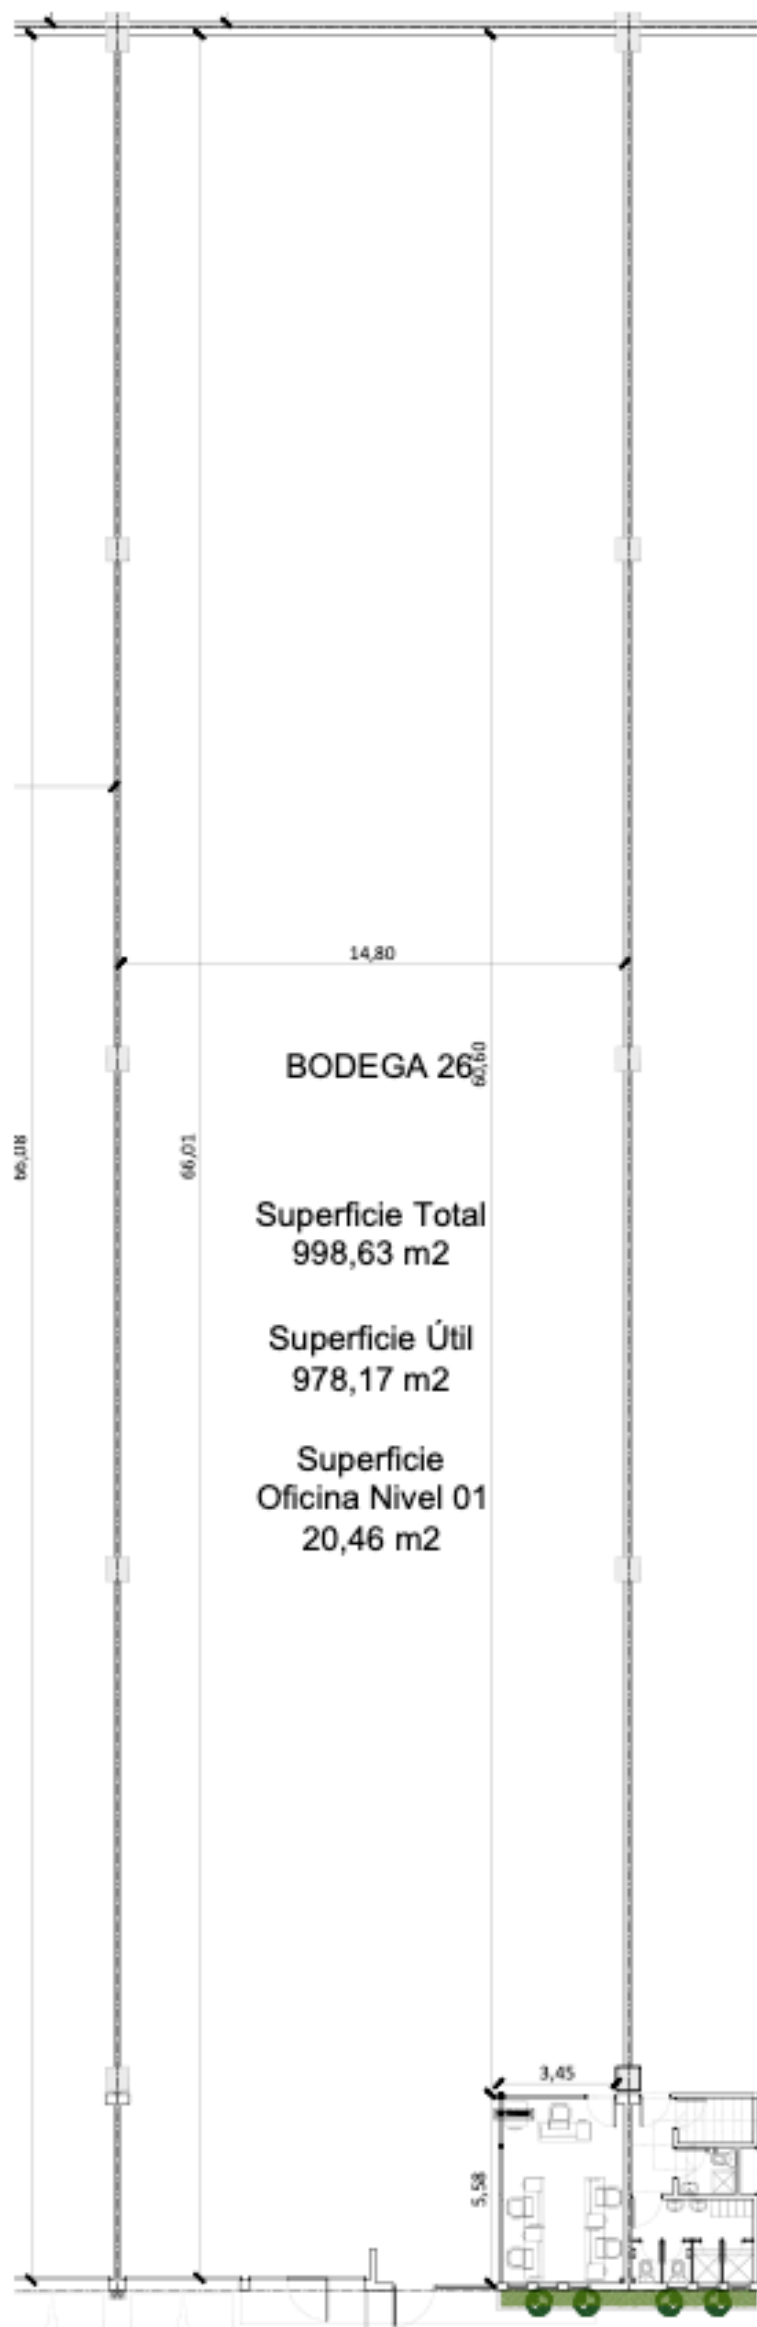 14,80
BODEGA 26
60,60
66,08
66,01
Superficie Total
998,63 m2
Superficie Útil
978,17 m2
Superficie
Oficina Nivel 01
20,46 m2
3,45
5,58